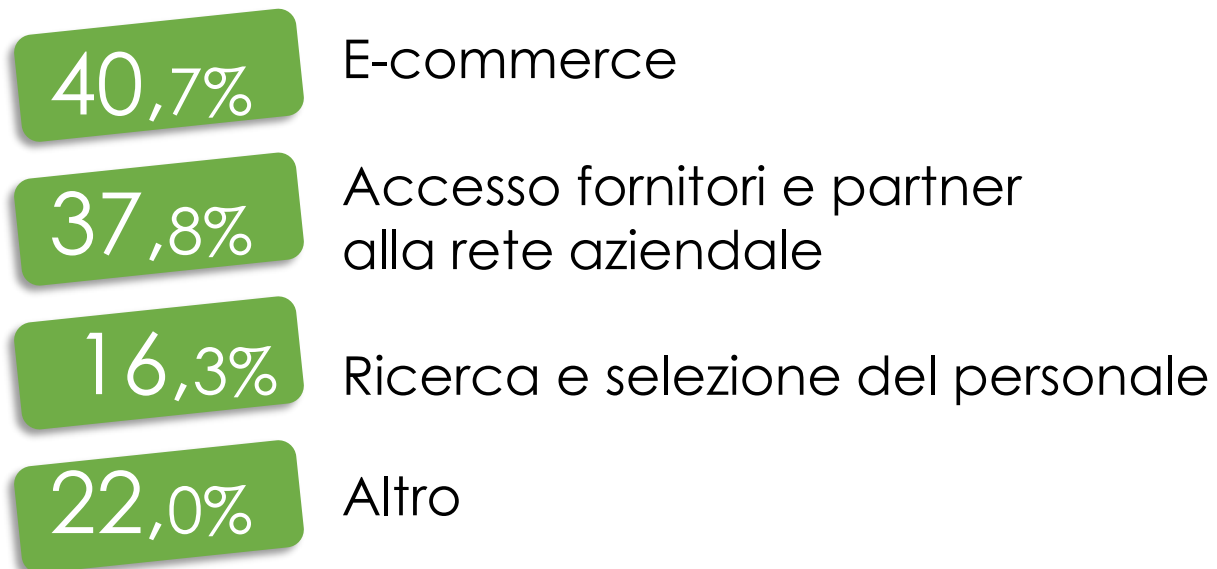 40,7%
E-commerce
37,8%
Accesso fornitori e partner
alla rete aziendale
16,3%
Ricerca e selezione del personale
22,0%
Altro